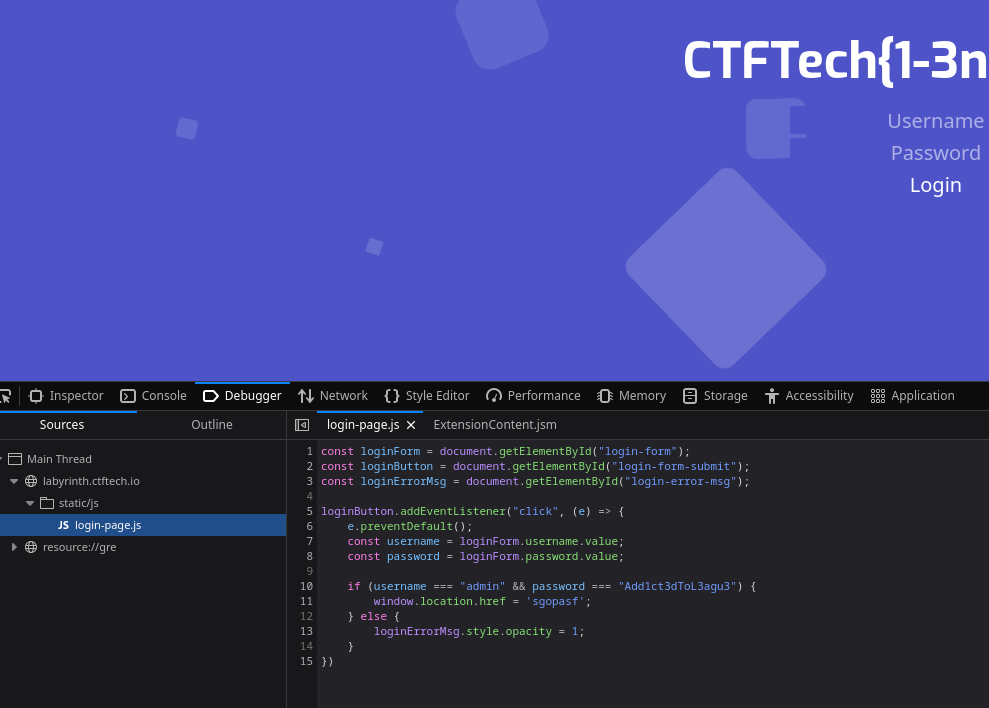 CTFTech{1-3n
Username
Password
Login
Inspector Console Debugger Network Style Editor Performance Memory Storage Accessibility Application
Sources Outline
Main Thread
labyrinth.ctftech.io
static/js
JS login-page.js
resource://gre
login-page.js ExtensionContent.jsm
1 const loginForm = document.getElementById("login-form");
2 const loginButton = document.getElementById("login-form-submit");
3 const loginErrorMsg = document.getElementById("login-error-msg");
4
5 loginButton.addEventListener("click", (e) => {
6     e.preventDefault();
7     const username = loginForm.username.value;
8     const password = loginForm.password.value;
9
10     if (username === "admin" && password === "Add1ct3dToL3agu3") {
11         window.location.href = 'sgopasf';
12     } else {
13         loginErrorMsg.style.opacity = 1;
14     }
15 })